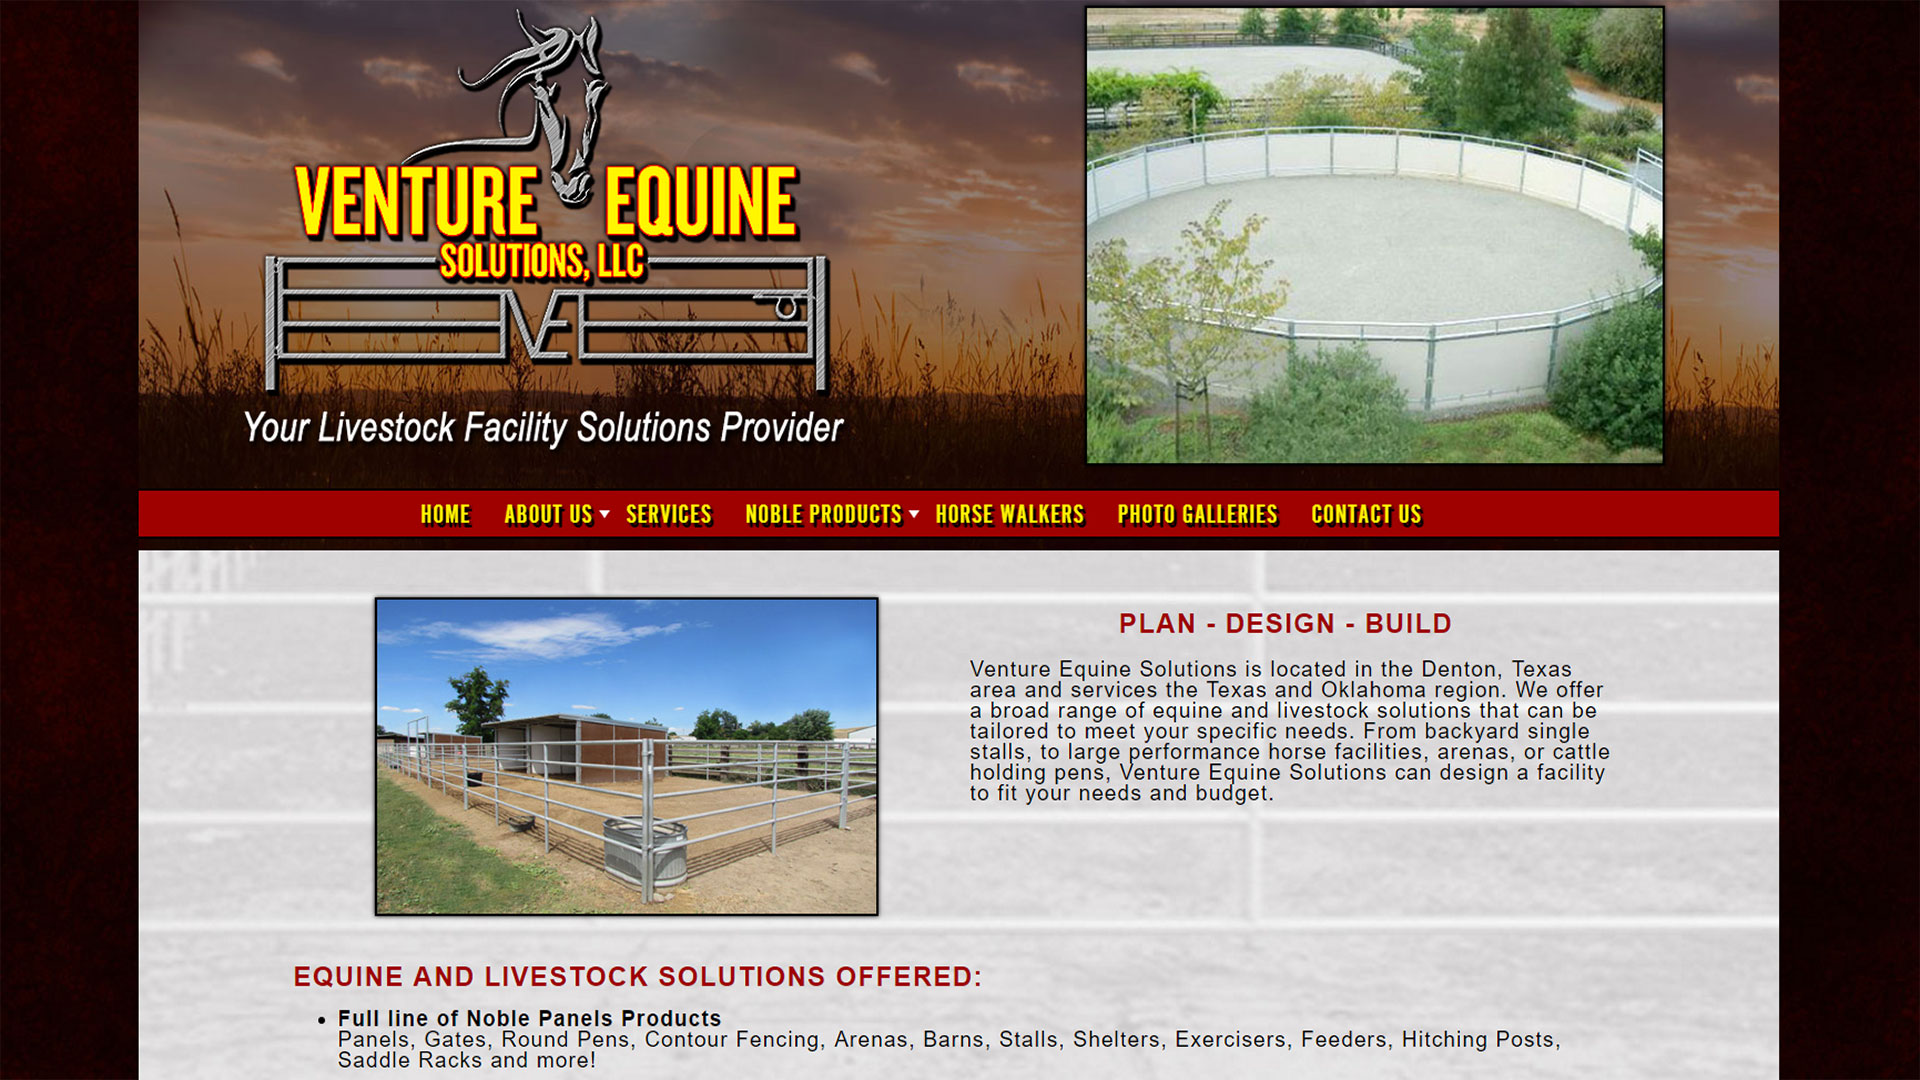 VENTURE EQUINE
SOLUTIONS, LLC
VE
Your Livestock Facility Solutions Provider
HOME ABOUT US SERVICES NOBLE PRODUCTS HORSE WALKERS PHOTO GALLERIES CONTACT US
PLAN - DESIGN - BUILD
Venture Equine Solutions is located in the Denton, Texas
area and services the Texas and Oklahoma region. We offer
a broad range of equine and livestock solutions that can be
tailored to meet your specific needs. From backyard single
stalls, to large performance horse facilities, arenas, or cattle
holding pens, Venture Equine Solutions can design a facility
to fit your needs and budget.
EQUINE AND LIVESTOCK SOLUTIONS OFFERED:
• Full line of Noble Panels Products
Panels, Gates, Round Pens, Contour Fencing, Arenas, Barns, Stalls, Shelters, Exercisers, Feeders, Hitching Posts,
Saddle Racks and more!